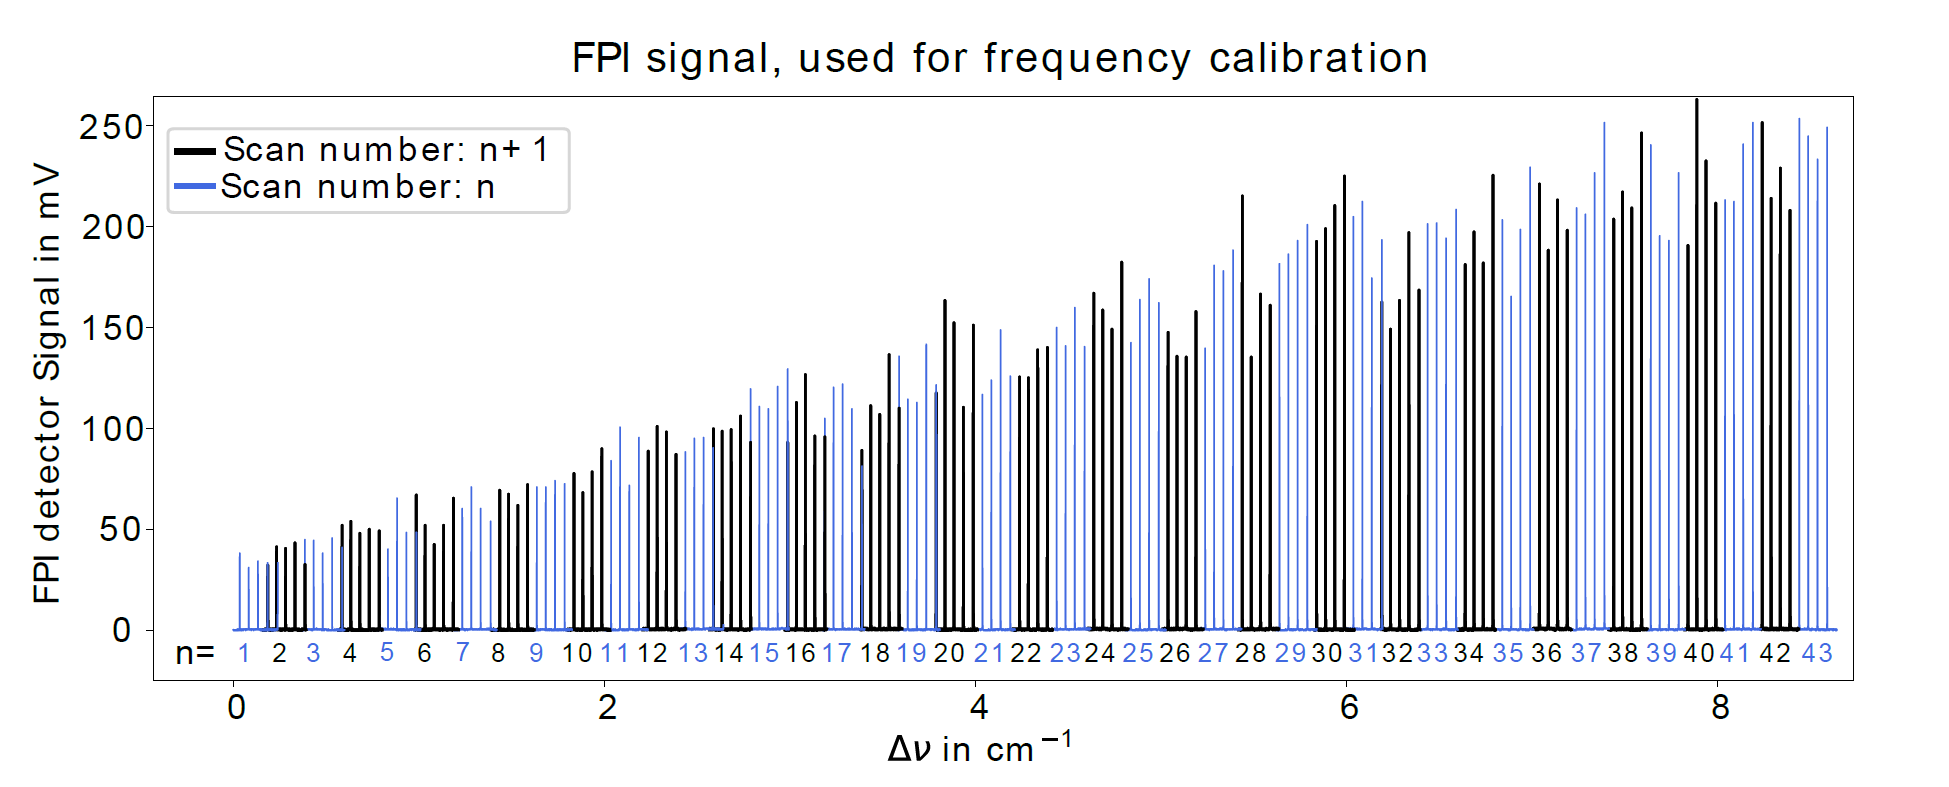 FPI signal, used for frequency calibration
FPI detector Signal in mV
250
200
150
100
50
0
Scan number: n+ 1
Scan number: n
n= 1 2 3 4 5 6 7 8 9 10 11 12 13 14 15 16 17 18 19 20 21 22 23 24 25 26 27 28 29 30 31 32 33 34 35 36 37 38 39 40 41 42 43
0 2 4 6 8
Δν in cm⁻¹